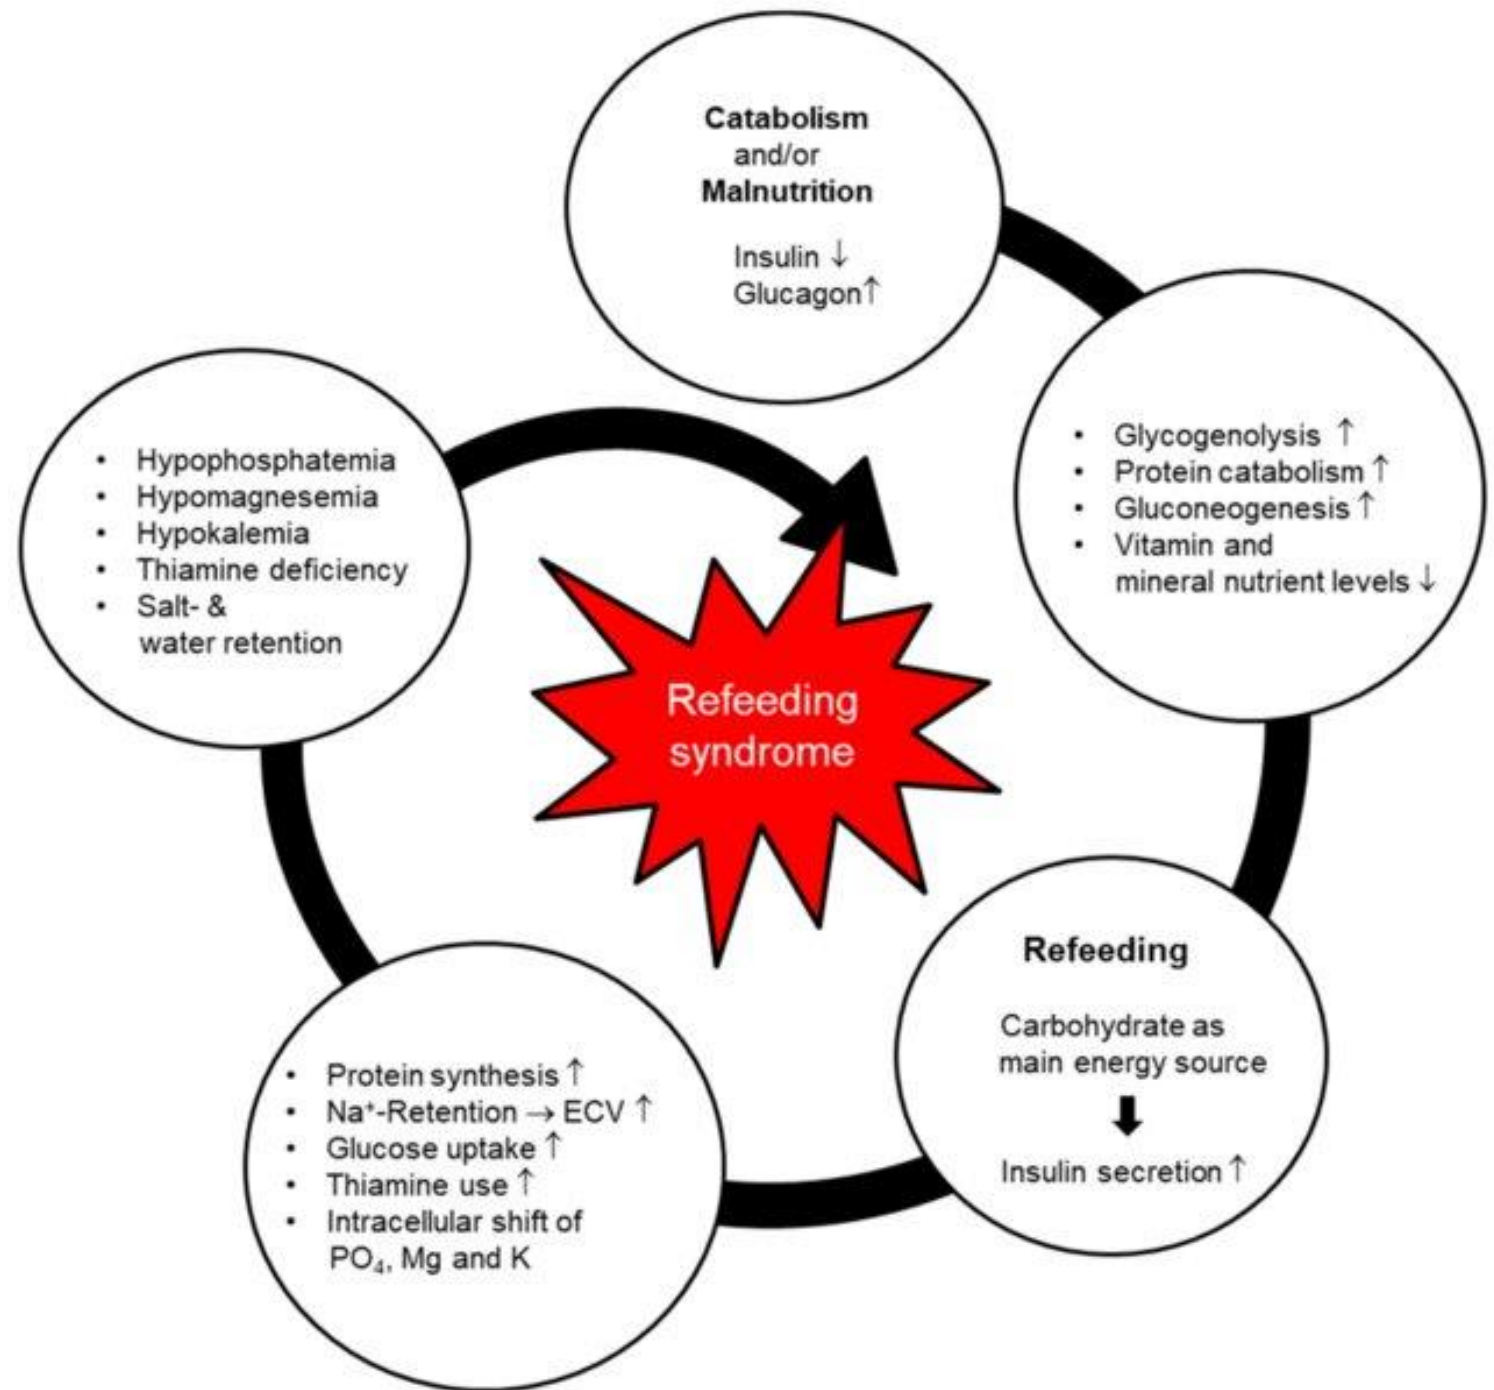 Catabolism
and/or
Malnutrition
Insulin ↓
Glucagon↑
• Glycogenolysis ↑
• Protein catabolism ↑
• Gluconeogenesis ↑
• Vitamin and
mineral nutrient levels ↓
Refeeding
Carbohydrate as
main energy source
Insulin secretion ↑
• Protein synthesis ↑
• Na⁺-Retention → ECV ↑
• Glucose uptake ↑
• Thiamine use ↑
• Intracellular shift of
PO₄, Mg and K
• Hypophosphatemia
• Hypomagnesemia
• Hypokalemia
• Thiamine deficiency
• Salt- &
water retention
Refeeding
syndrome